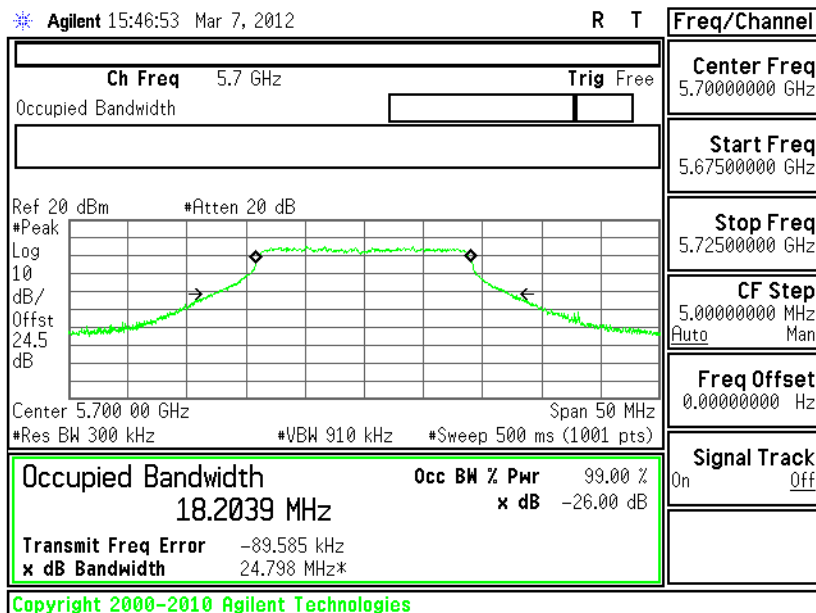 Agilent 15:46:53 Mar 7, 2012 R T
Ch Freq 5.7 GHz Trig Free
Occupied Bandwidth
Ref 20 dBm #Atten 20 dB
#Peak
Log
10
dB/
Offst
24.5
dB
Center 5.700 00 GHz Span 50 MHz
#Res BW 300 kHz #VBW 910 kHz #Sweep 500 ms (1001 pts)
Occupied Bandwidth Occ BW % Pwr 99.00 %
18.2039 MHz x dB -26.00 dB
Transmit Freq Error -89.585 kHz
x dB Bandwidth 24.798 MHz*
Copyright 2000-2010 Agilent Technologies
Freq/Channel
Center Freq
5.70000000 GHz
Start Freq
5.67500000 GHz
Stop Freq
5.72500000 GHz
CF Step
5.00000000 MHz
Auto Man
Freq Offset
0.00000000 Hz
Signal Track
On Off